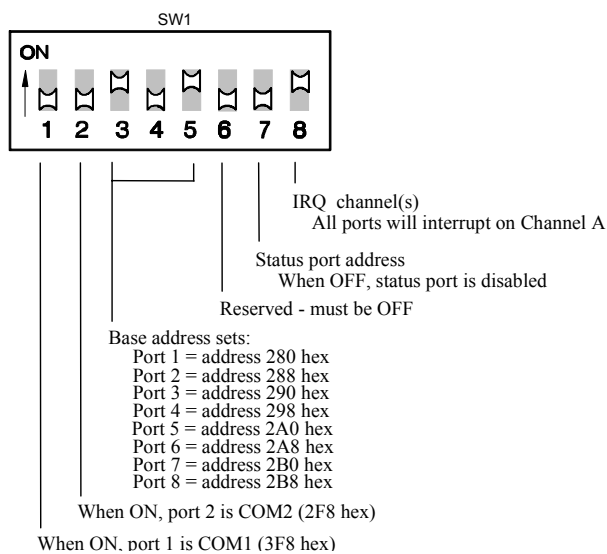 SW1
ON
1 2 3 4 5 6 7 8
IRQ channel(s)
All ports will interrupt on Channel A
Status port address
When OFF, status port is disabled
Reserved - must be OFF
Base address sets:
Port 1 = address 280 hex
Port 2 = address 288 hex
Port 3 = address 290 hex
Port 4 = address 298 hex
Port 5 = address 2A0 hex
Port 6 = address 2A8 hex
Port 7 = address 2B0 hex
Port 8 = address 2B8 hex
When ON, port 2 is COM2 (2F8 hex)
When ON, port 1 is COM1 (3F8 hex)